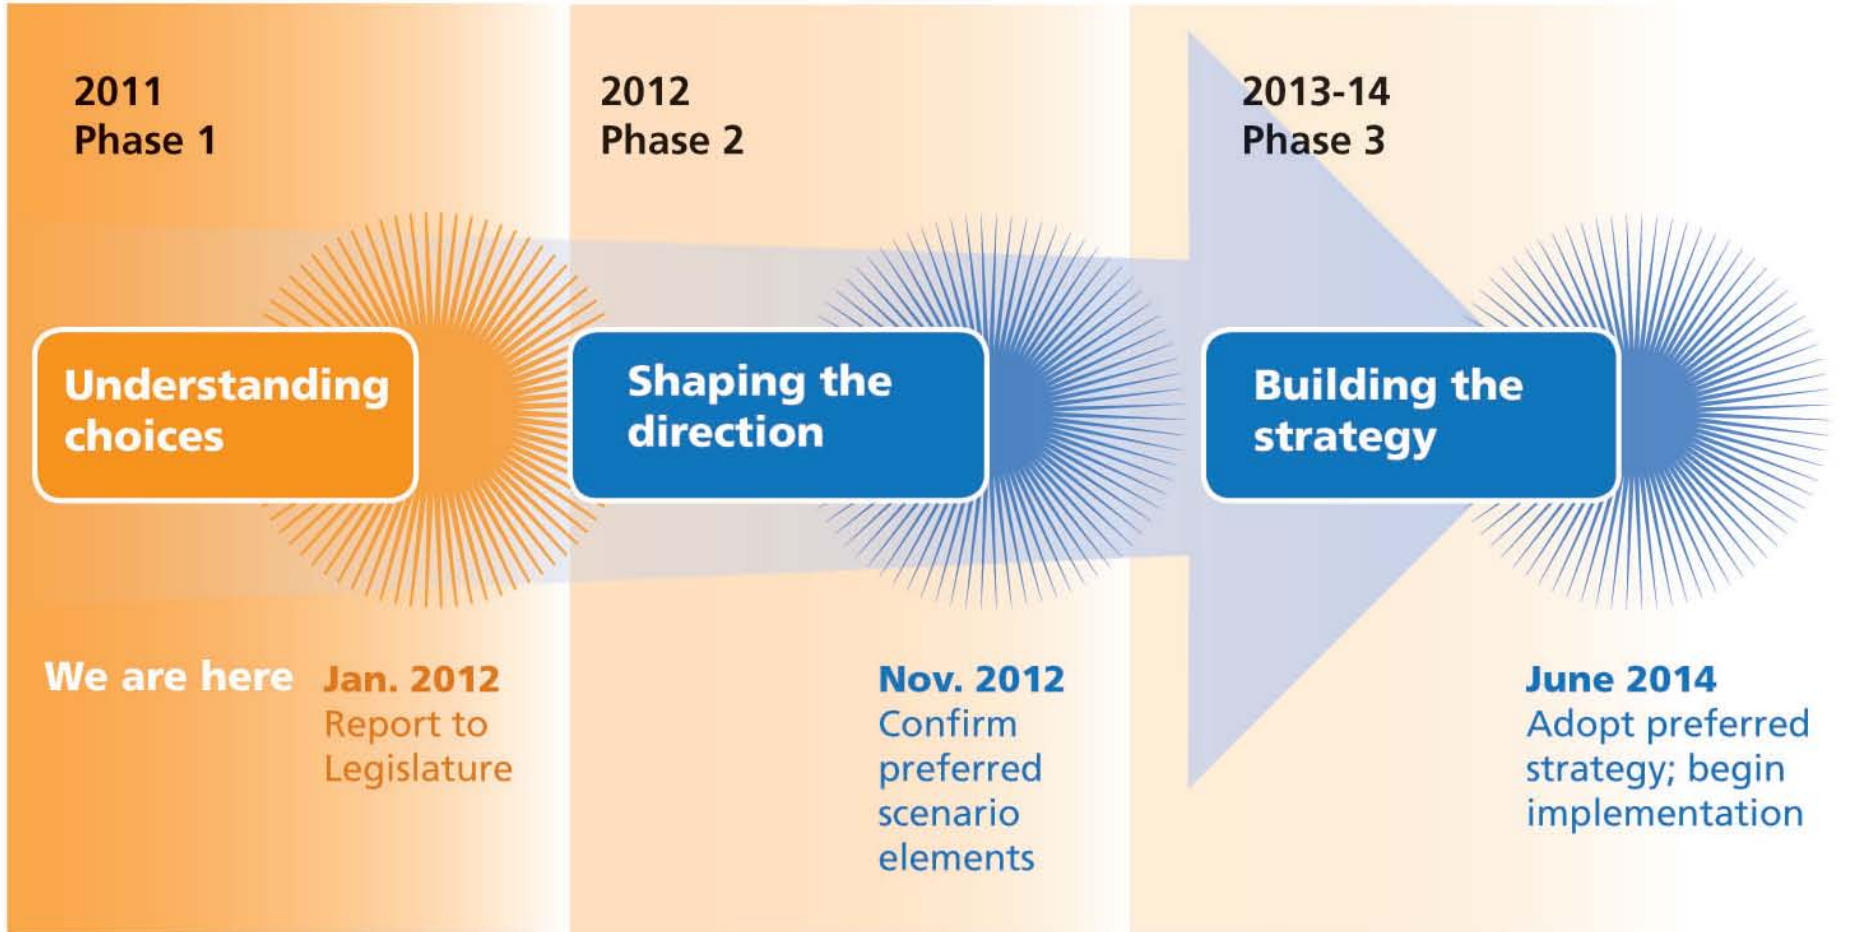 2011
Phase 1
2012
Phase 2
2013-14
Phase 3
Understanding
choices
Shaping the
direction
Building the
strategy
We are here
Jan. 2012
Report to
Legislature
Nov. 2012
Confirm
preferred
scenario
elements
June 2014
Adopt preferred
strategy; begin
implementation